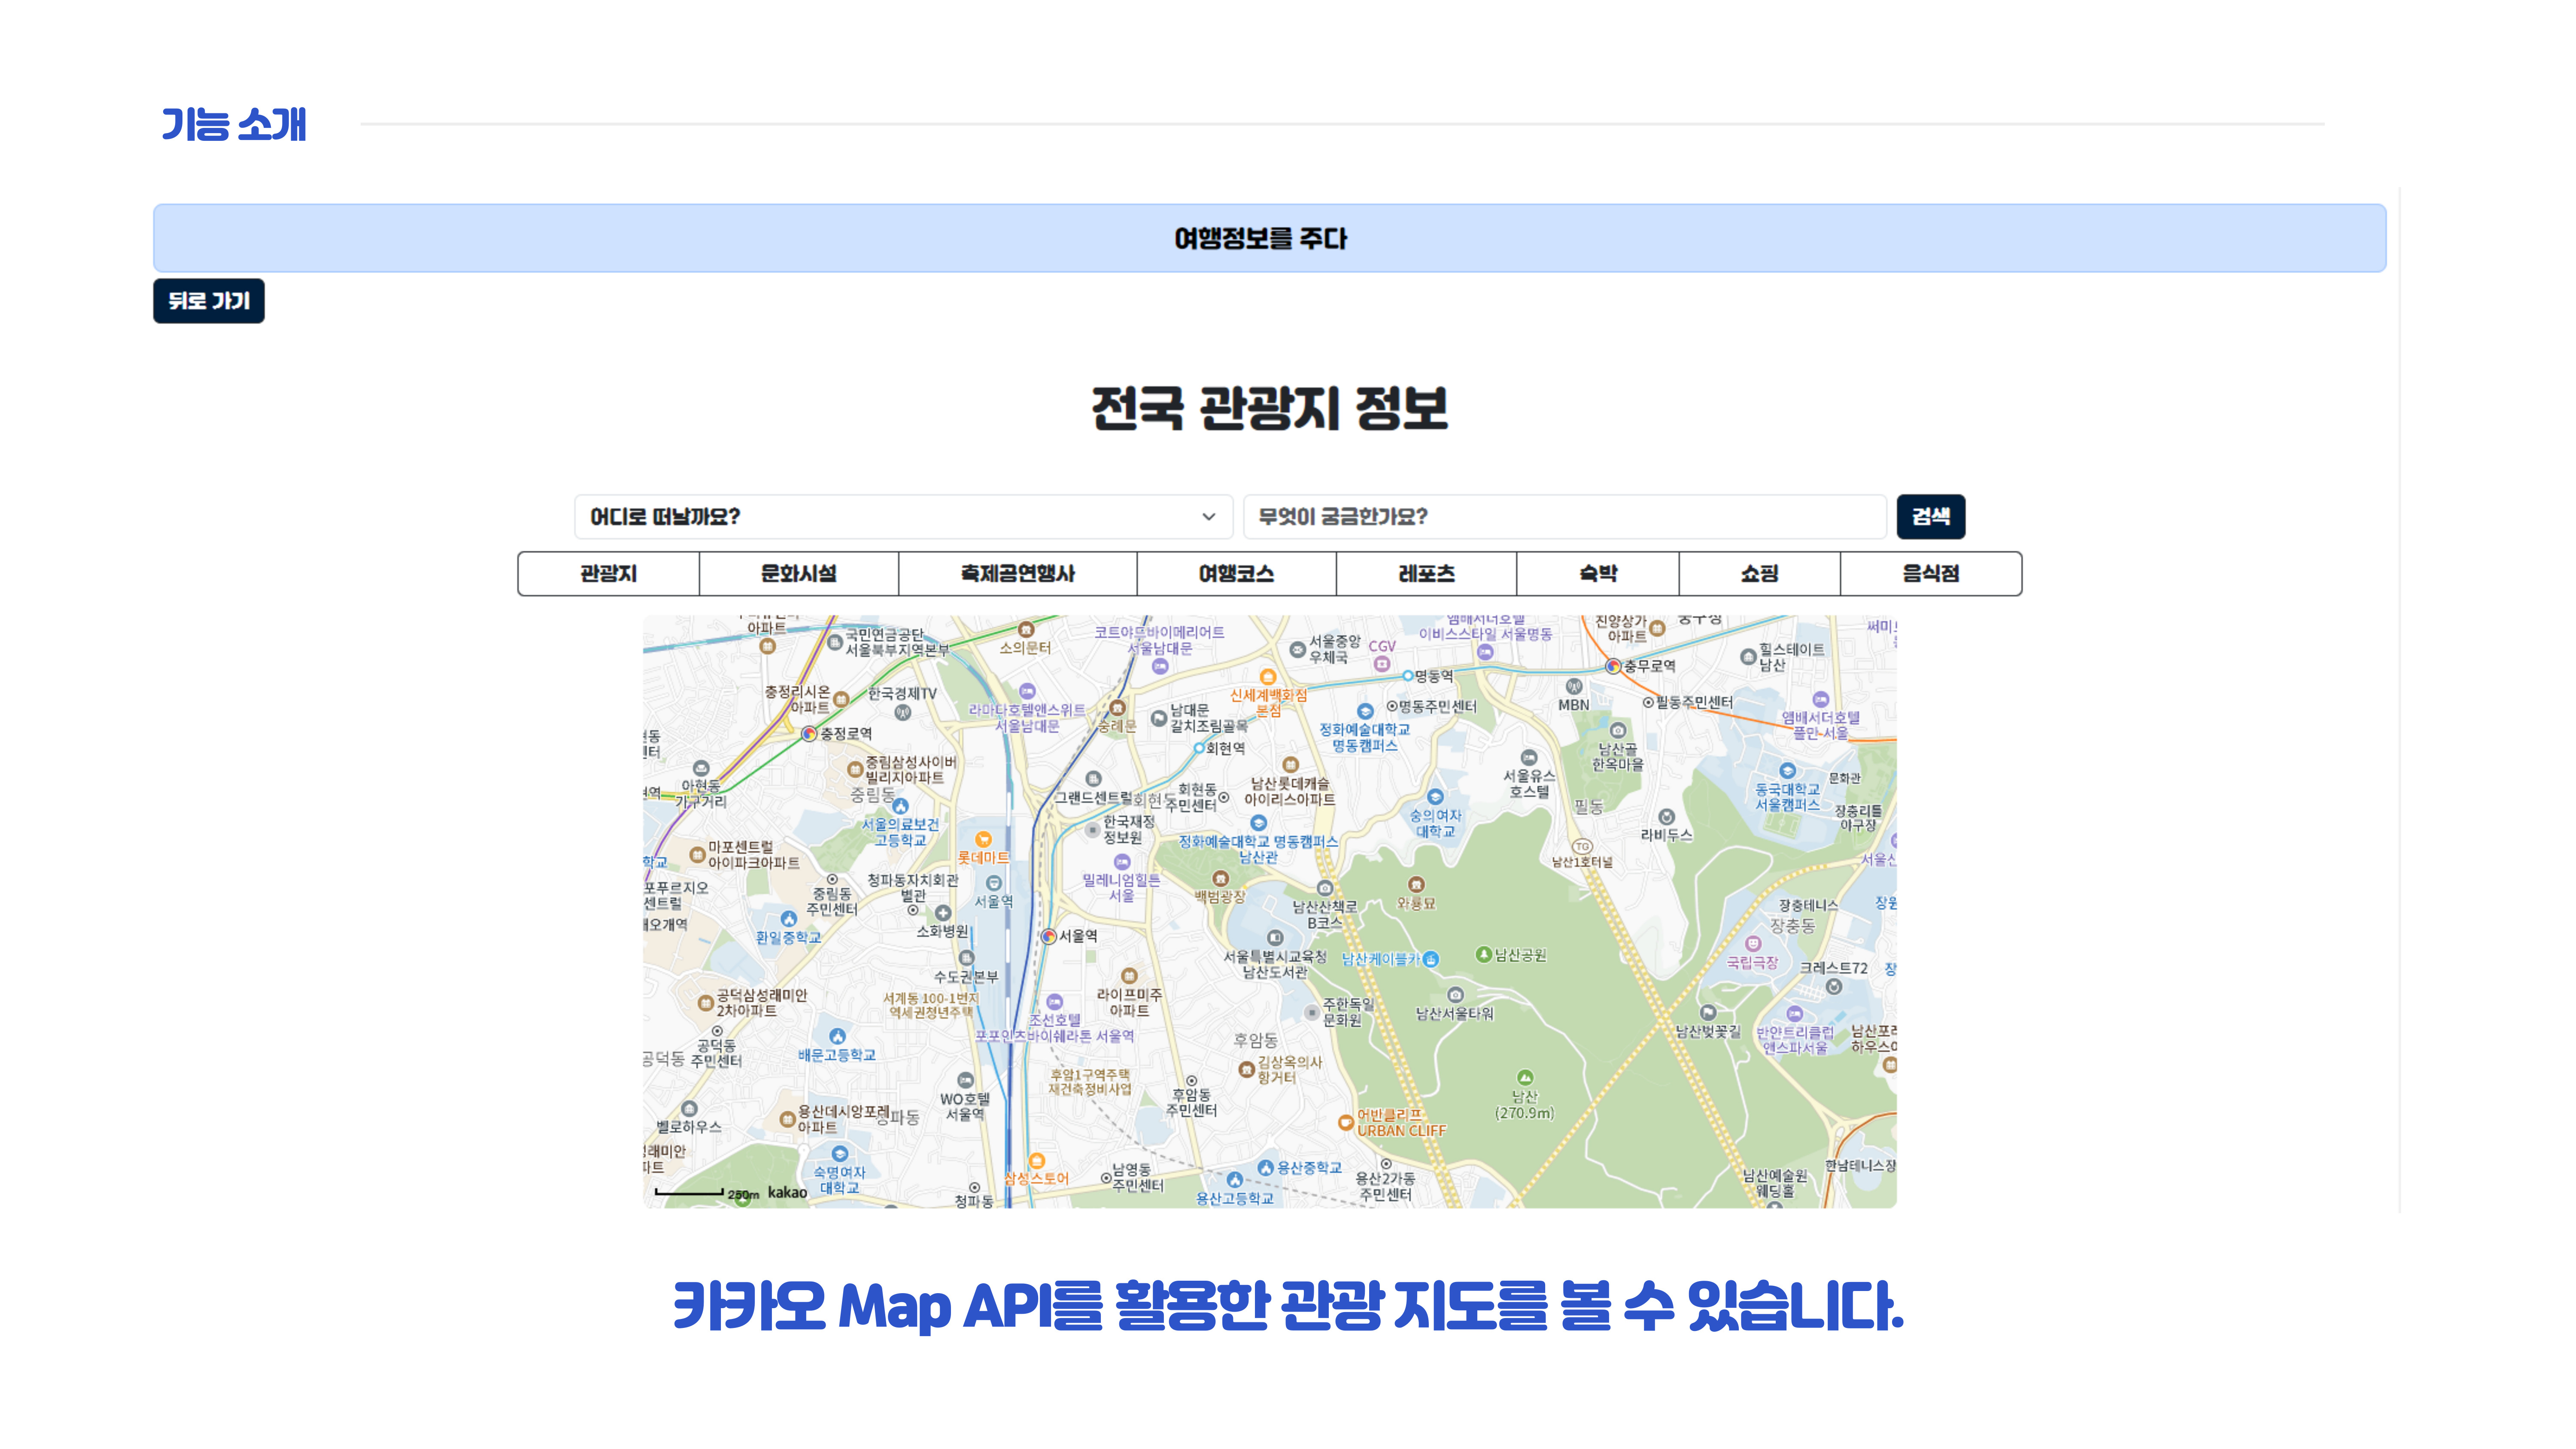 기능 소개
여행정보를 주다
뒤로 가기
전국 관광지 정보
어디로 떠날까요?
무엇이 궁금한가요?
검색
관광지
문화시설
축제공연행사
여행코스
레포츠
숙박
쇼핑
음식점
아파트
국민연금공단
서울북부지역본부
소의문터
코트야드바이메리어트
서울남대문
서울중앙
우체국
CGV
앰배서더호텔
이비스스타일 서울명동
진양상가
아파트
충무로역
힐스테이트
남산
충정리시온
아파트
한국경제TV
라마다호텔앤스위트
서울남대문
숭례문
남대문
갈치조림골목
신세계백화점
본점
명동역
명동주민센터
정화예술대학교
명동캠퍼스
MBN
필동주민센터
앰배서더호텔
풀만 서울
충정로역
회현역
남산골
한옥마을
아현동
가구거리
중림삼성사이버
빌리지아파트
중림동
그랜드센트럴
회현동
회현동
주민센터
남산롯데캐슬
아이리스아파트
서울유스
호스텔
필동
동국대학교
서울캠퍼스
문화관
장충리틀
야구장
서울의료보건
고등학교
한국재정
정보원
숭의여자
대학교
라비두스
마포센트럴
아이파크아파트
롯데마트
정화예술대학교 명동캠퍼스
남산관
TG
남산1호터널
중림동
주민센터
청파동자치회관
별관
서울역
밀레니엄힐튼
서울
백범광장
남산산책로
B코스
와룡묘
장충테니스
장충동
환일중학교
소화병원
서울역
서울특별시교육청
남산도서관
남산케이블카
남산공원
국립극장
크레스트72
수도권본부
공덕삼성래미안
2차아파트
서계동 100-1번지
역세권청년주택
라이프미주
아파트
주한독일
문화원
남산서울타워
조선호텔
포포인츠바이쉐라톤 서울역
남산벚꽃길
반얀트리클럽
앤스파서울
공덕동
공덕동
주민센터
배문고등학교
후암동
김상옥의사
항거터
후암1구역주택
재건축정비사업
후암동
주민센터
남산
(270.9m)
WO호텔
서울역
벨로하우스
용산데시앙포레
아파트
청파동
어반클리프
URBAN CLIFF
숙명여자
대학교
삼성스토어
남영동
주민센터
용산중학교
용산고등학교
용산2가동
주민센터
남산예술원
웨딩홀
한남테니스장
청파동
250m
kakao
카카오 Map API를 활용한 관광 지도를 볼 수 있습니다.